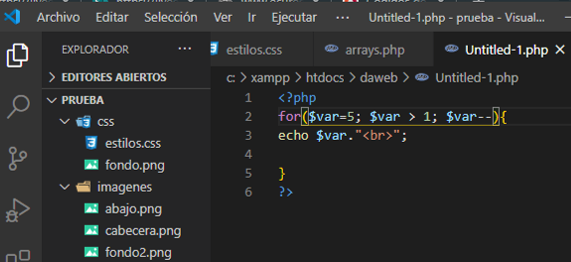 Archivo Editar Selección Ver Ir Ejecutar ··· Untitled-1.php - prueba - Visual...
EXPLORADOR ···
EDITORES ABIERTOS
PRUEBA
css
estilos.css
fondo.png
imagenes
abajo.png
cabecera.png
fondo2.png
estilos.css arrays.php Untitled-1.php
c: > xampp > htdocs > daweb > Untitled-1.php
1 <?php
2 for($var=5; $var > 1; $var--){
3 echo $var."<br>";
4
5 }
6 ?>